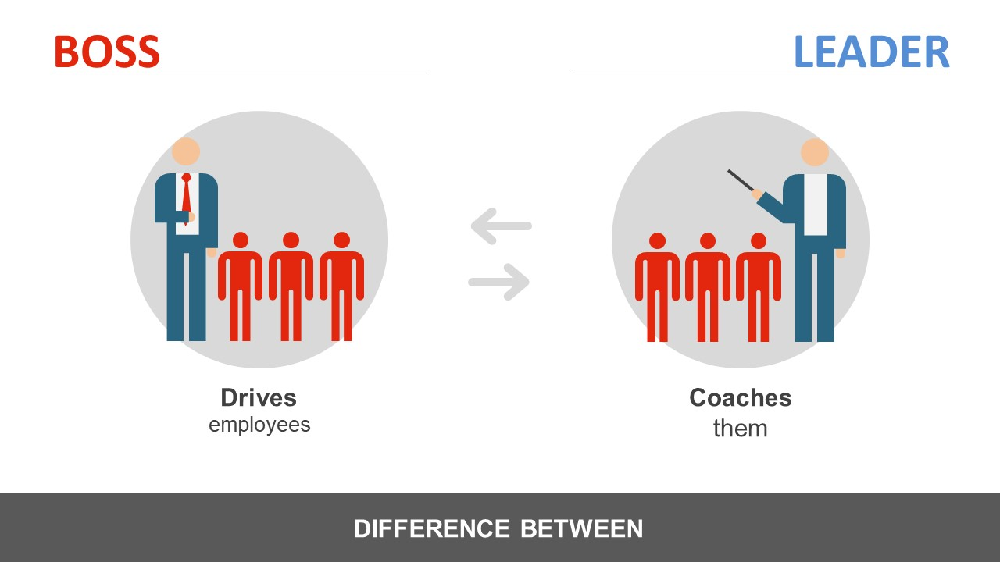 BOSS
LEADER
Drives
employees
Coaches
them
DIFFERENCE BETWEEN